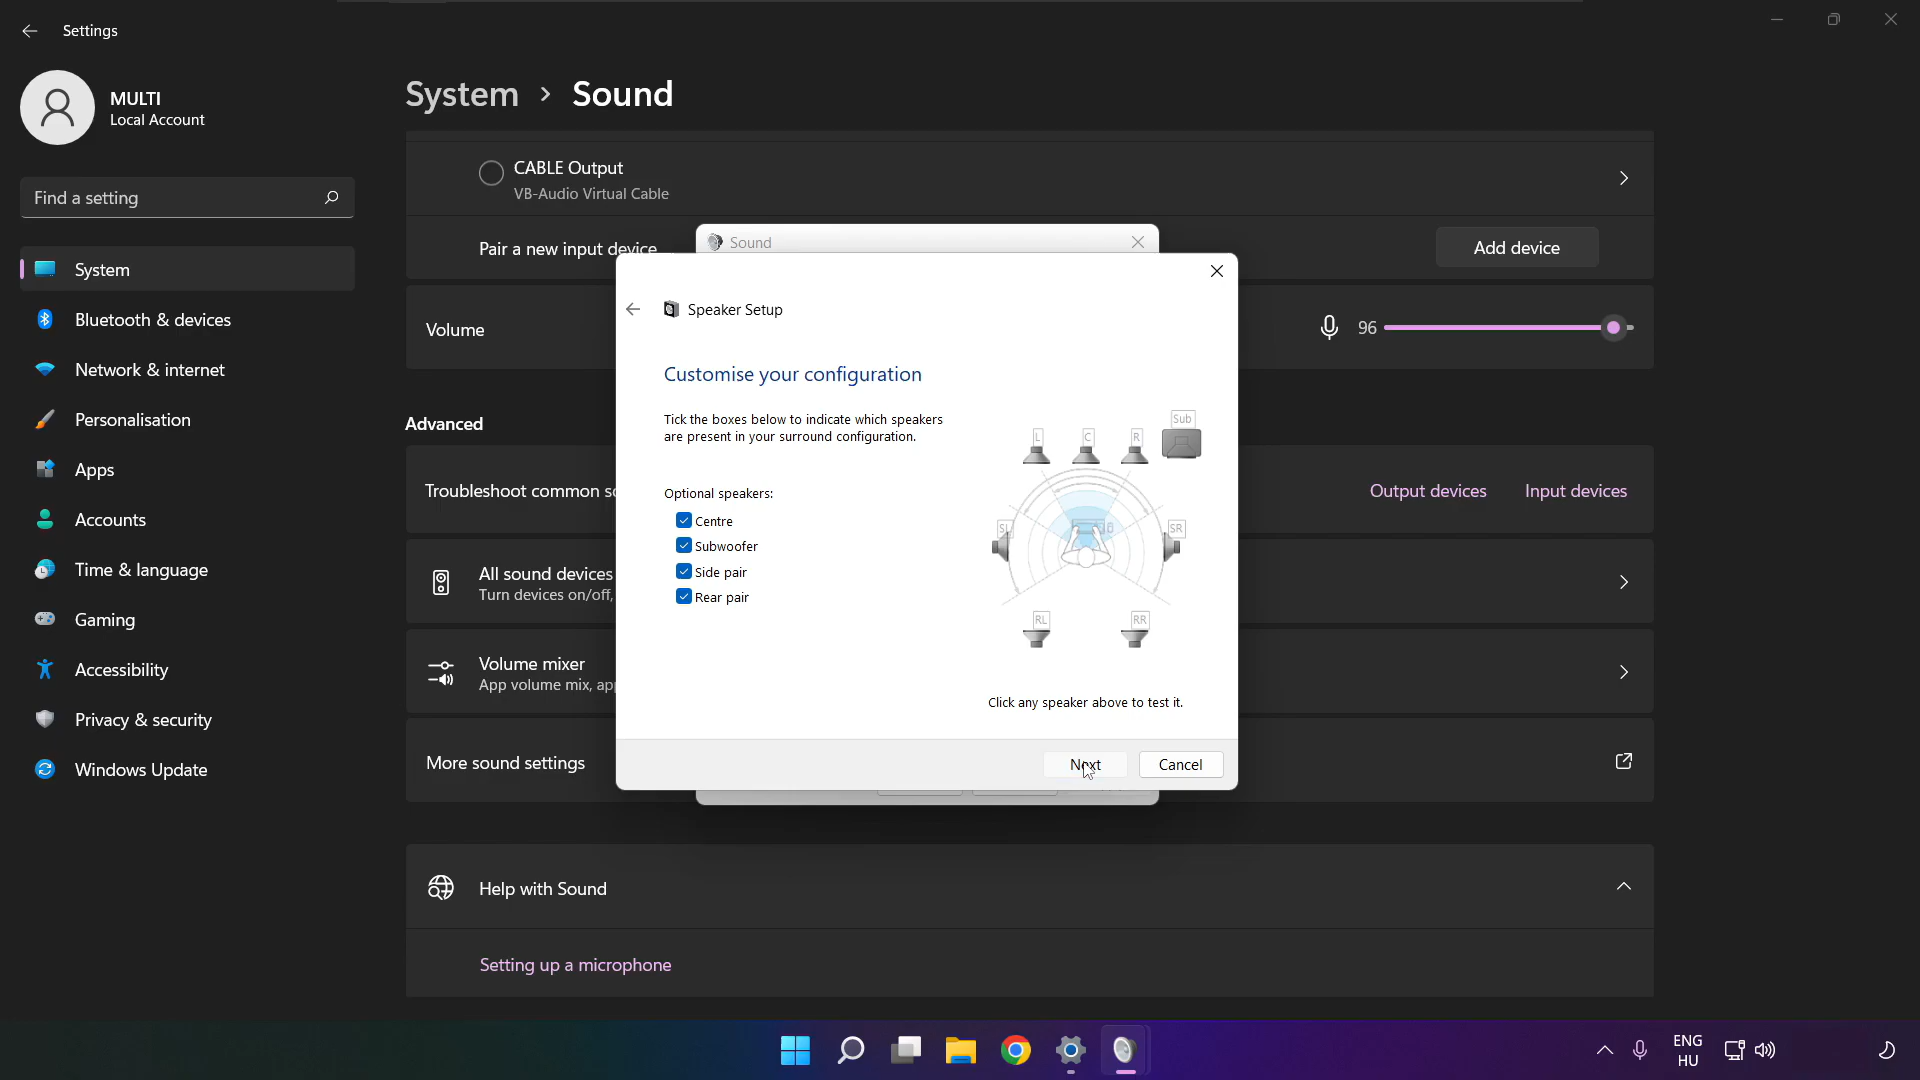 Settings
MULTI
Local Account
Find a setting
System
Bluetooth & devices
Network & internet
Personalisation
Apps
Accounts
Time & language
Gaming
Accessibility
Privacy & security
Windows Update
System > Sound
CABLE Output
VB-Audio Virtual Cable
Pair a new input device
Add device
Volume
96
Advanced
Troubleshoot common
Output devices
Input devices
All sound devices
Turn devices on/off,
Volume mixer
App volume mix,
More sound settings
Help with Sound
Setting up a microphone
Sound
Speaker Setup
Customise your configuration
Tick the boxes below to indicate which speakers
are present in your surround configuration.
Optional speakers:
Centre
Subwoofer
Side pair
Rear pair
L
C
R
Sub
SL
SR
RL
RR
Click any speaker above to test it.
Next
Cancel
ENG
HU